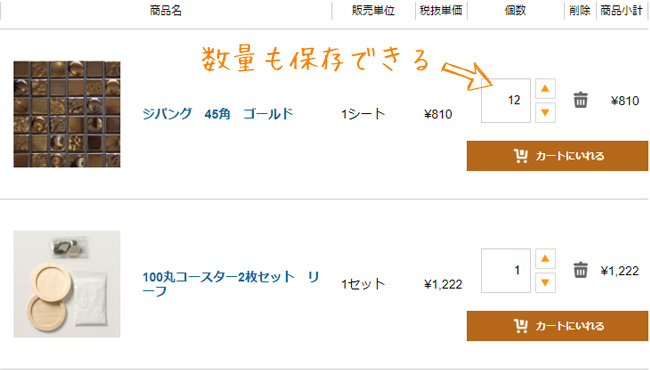 商品名 販売単位 税抜単価 個数 削除 商品小計
数量も保存できる
ジパング 45角 ゴールド 1シート ¥810 12 ¥810
カートにいれる
100丸コースター2枚セット リ
ーフ 1セット ¥1,222 1 ¥1,222
カートにいれる